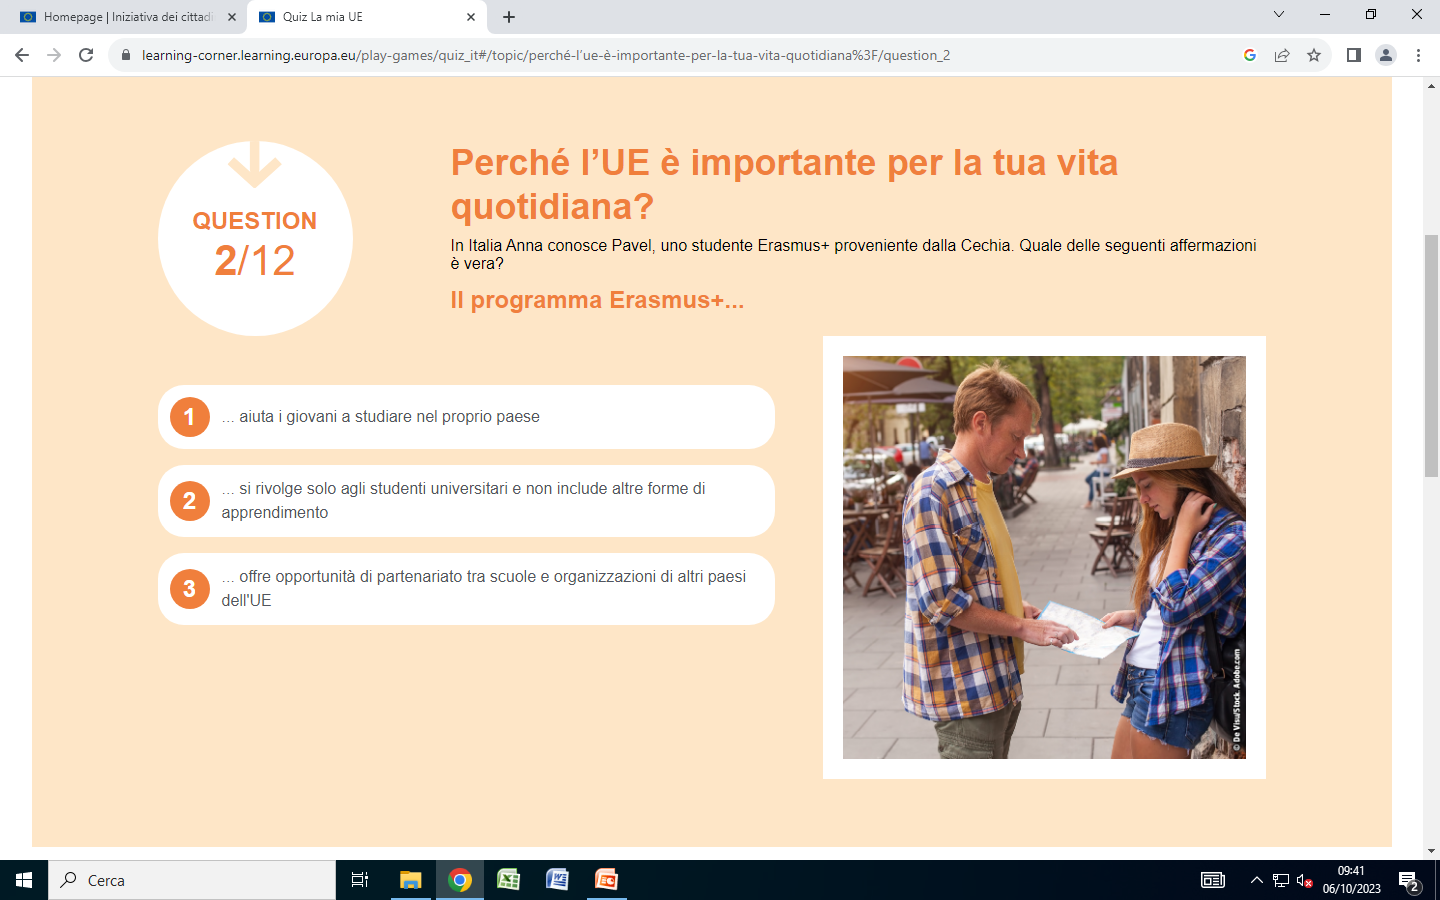 Homepage | Iniziativa dei cittadi
Quiz La mia UE
learning-corner.learning.europa.eu/play-games/quiz_it#/topic/perché-l'ue-è-importante-per-la-tua-vita-quotidiana%3F/question_2
QUESTION
2/12
Perché l’UE è importante per la tua vita
quotidiana?
In Italia Anna conosce Pavel, uno studente Erasmus+ proveniente dalla Cechia. Quale delle seguenti affermazioni
è vera?
Il programma Erasmus+...
1 ... aiuta i giovani a studiare nel proprio paese
2 ... si rivolge solo agli studenti universitari e non include altre forme di
apprendimento
3 ... offre opportunità di partenariato tra scuole e organizzazioni di altri paesi
dell'UE
© De Visu/Stock. Adobe.com
Cerca
09:41
06/10/2023
2